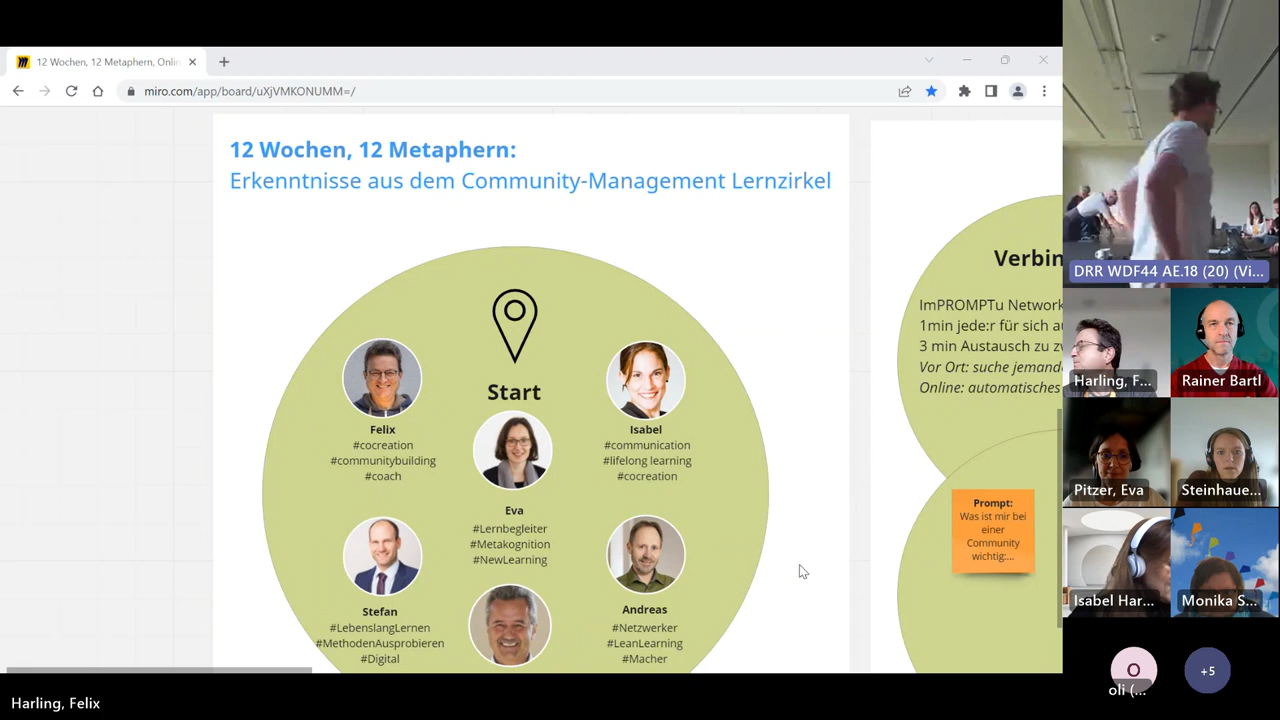 12 Wochen, 12 Metaphern, Onlin
miro.com/app/board/uXjVMKONUMM=/
12 Wochen, 12 Metaphern:
Erkenntnisse aus dem Community-Management Lernzirkel
Start
Felix
#cocreation
#communitybuilding
#coach
Isabel
#communication
#lifelong learning
#cocreation
Eva
#Lernbegleiter
#Metakognition
#NewLearning
Stefan
#LebenslangLernen
#MethodenAusprobieren
#Digital
Andreas
#Netzwerker
#LeanLearning
#Macher
Verbin
ImPROMPTu Network
1min jede:r für sich au
3 min Austausch zu zw
Vor Ort: suche jemand
Online: automatisches
Prompt:
Was ist mir bei
einer
Community
wichtig:...
DRR WDF44 AE.18 (20) (Vi...
Harling, F...
Rainer Bartl
Pitzer, Eva
Steinhaue...
Isabel Har...
Monika S...
O
oli (...
+5
Harling, Felix